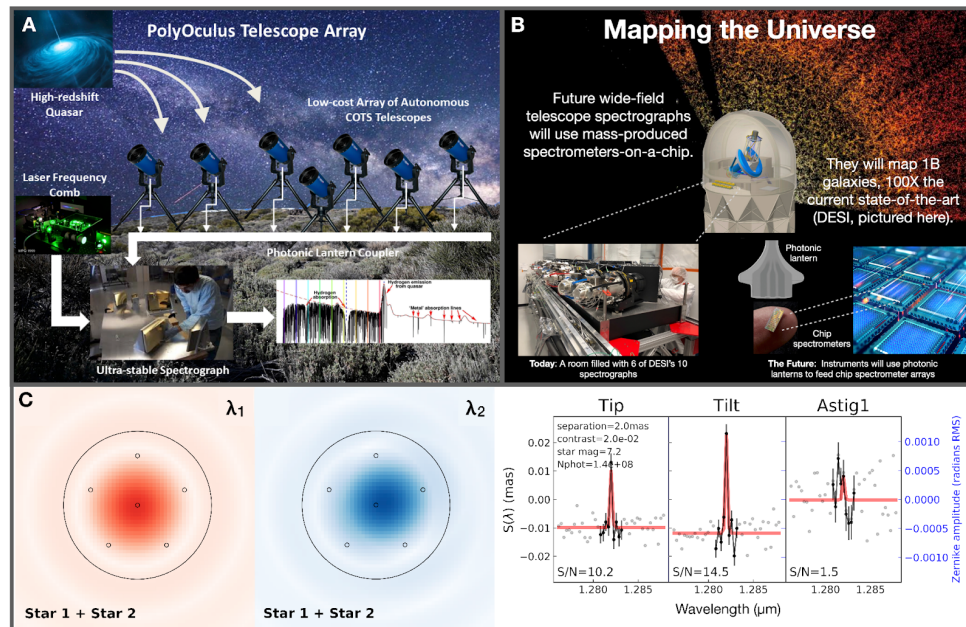 A
PolyOculus Telescope Array
High-redshift
Quasar
Low-cost Array of Autonomous
COTS Telescopes
Laser Frequency
Comb
Photonic Lantern Coupler
Hydrogen
absorption
Hydrogen emission
from quasar
'Metal' absorption lines
Ultra-stable Spectrograph
B
Mapping the Universe
Future wide-field
telescope spectrographs
will use mass-produced
spectrometers-on-a-chip.
They will map 1B
galaxies, 100X the
current state-of-the-art
(DESI, pictured here).
Photonic
lantern
Chip
spectrometers
Today: A room filled with 6 of DESI's 10
spectrographs
The Future: Instruments will use photonic
lanterns to feed chip spectrometer arrays
C
λ1
Star 1 + Star 2
λ2
Star 1 + Star 2
Tip
Tilt
Astig1
separation=2.0mas
contrast=2.0e-02
star mag=7.2
Nphot=1.4e+08
S(λ) (mas)
0.02
0.01
0.00
−0.01
−0.02
S/N=10.2
S/N=14.5
S/N=1.5
0.0010
0.0005
0.0000
−0.0005
−0.0010
Zernike amplitude (radians RMS)
1.280
1.285
1.280
1.285
1.280
1.285
Wavelength (μm)